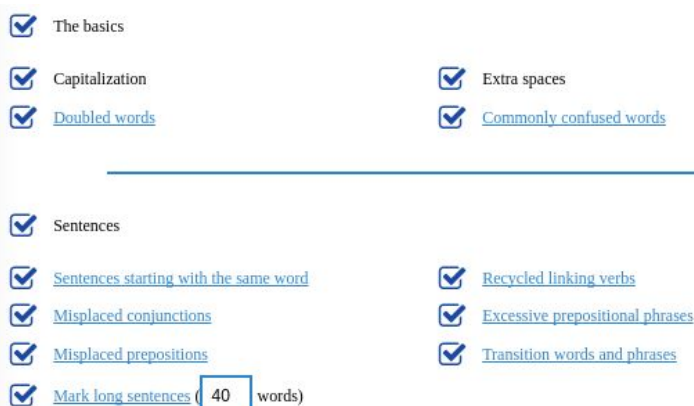 The basics
Capitalization Extra spaces
Doubled words Commonly confused words
Sentences
Sentences starting with the same word Recycled linking verbs
Misplaced conjunctions Excessive prepositional phrases
Misplaced prepositions Transition words and phrases
Mark long sentences ( 40 words)